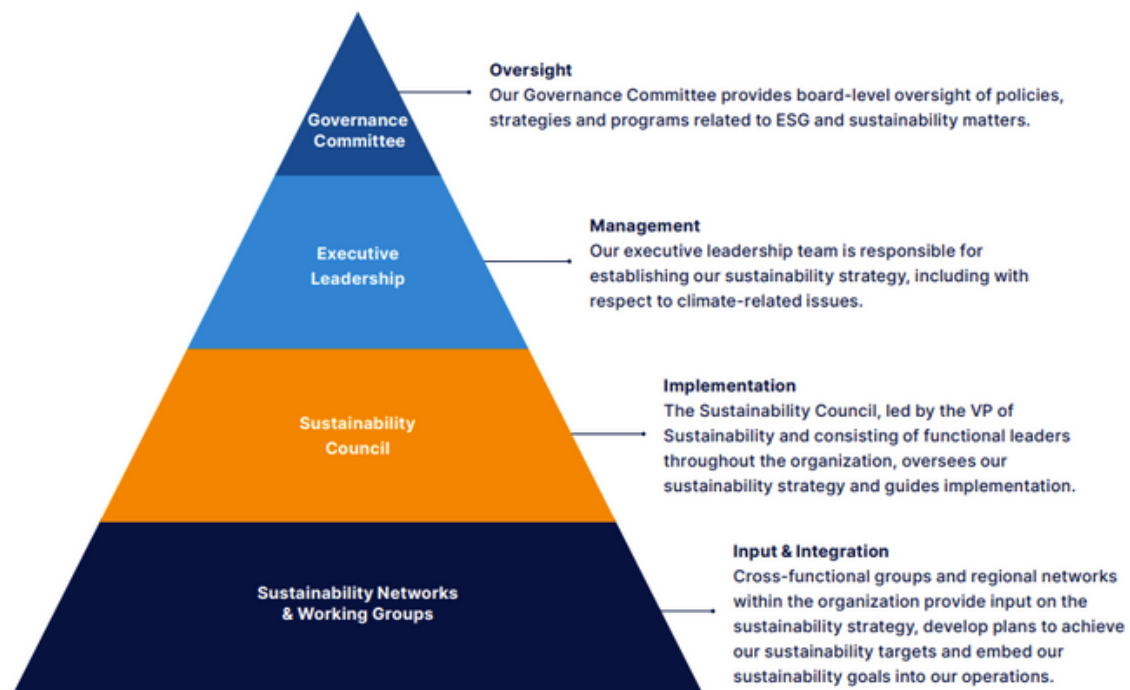 Oversight
Our Governance Committee provides board-level oversight of policies,
strategies and programs related to ESG and sustainability matters.
Governance
Committee
Management
Our executive leadership team is responsible for
establishing our sustainability strategy, including with
respect to climate-related issues.
Executive
Leadership
Implementation
The Sustainability Council, led by the VP of
Sustainability and consisting of functional leaders
throughout the organization, oversees our
sustainability strategy and guides implementation.
Sustainability
Council
Input & Integration
Cross-functional groups and regional networks
within the organization provide input on the
sustainability strategy, develop plans to achieve
our sustainability targets and embed our
sustainability goals into our operations.
Sustainability Networks
& Working Groups